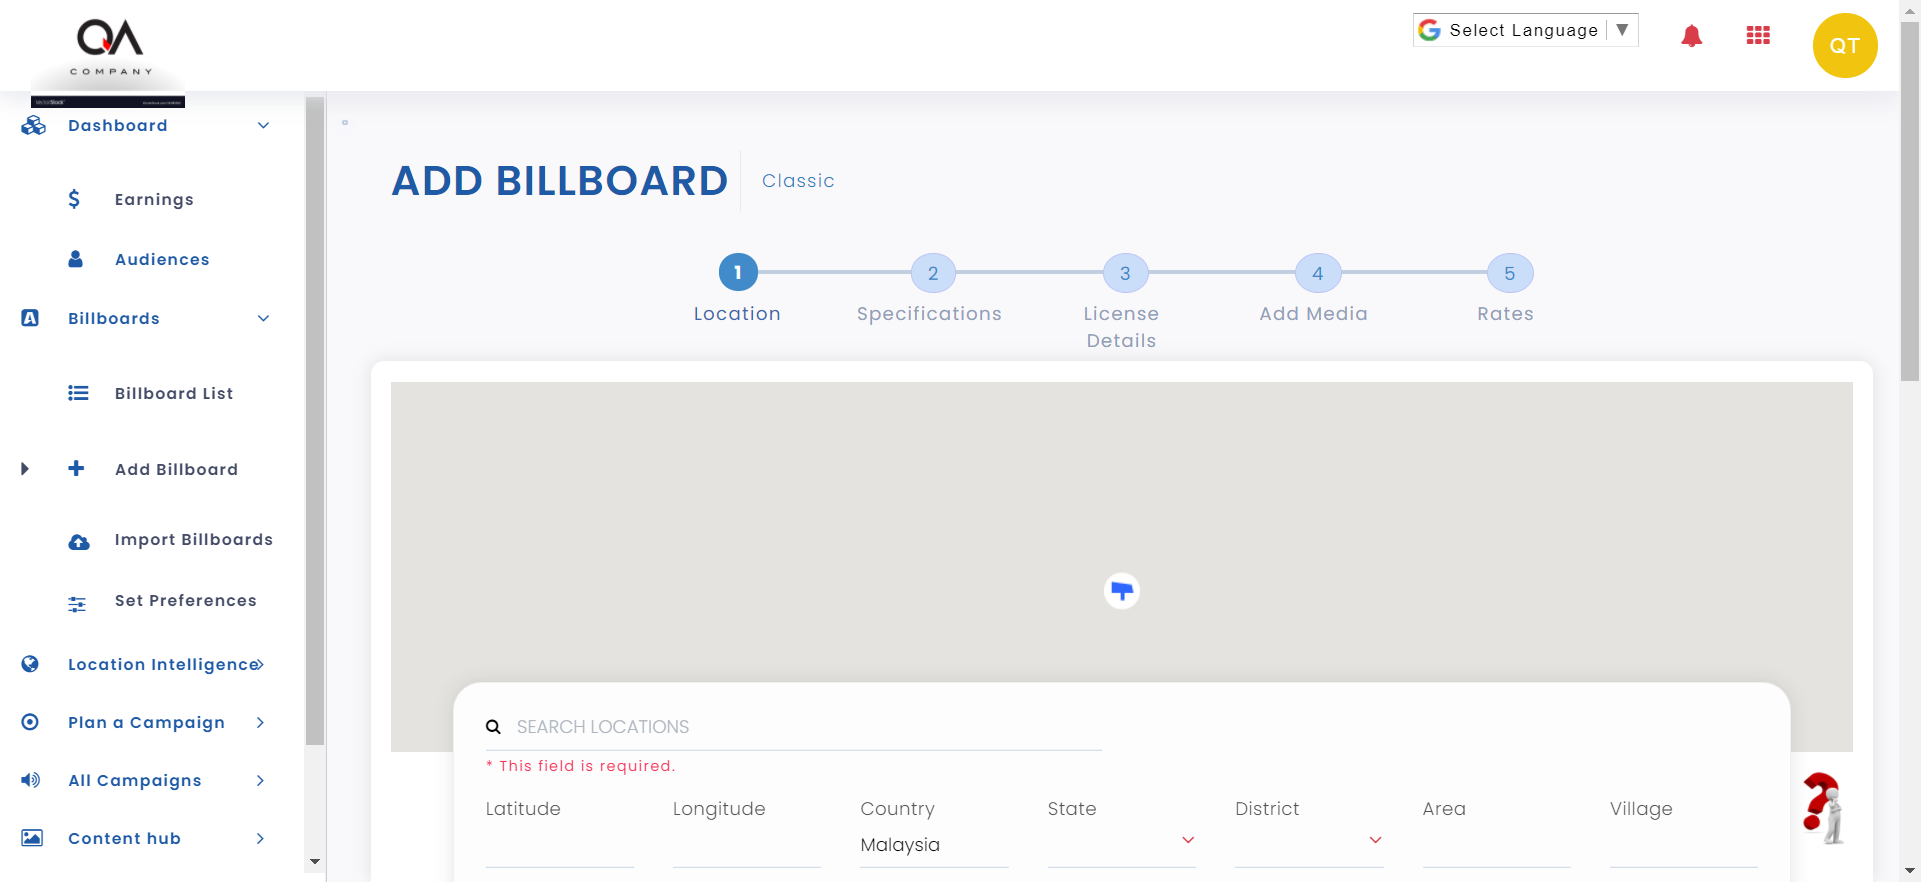 QA
COMPANY
Select Language
QT
Dashboard
Earnings
Audiences
Billboards
Billboard List
Add Billboard
Import Billboards
Set Preferences
Location Intelligence
Plan a Campaign
All Campaigns
Content hub
ADD BILLBOARD
Classic
1 2 3 4 5
Location Specifications License Details Add Media Rates
SEARCH LOCATIONS
* This field is required.
Latitude Longitude Country State District Area Village
Malaysia